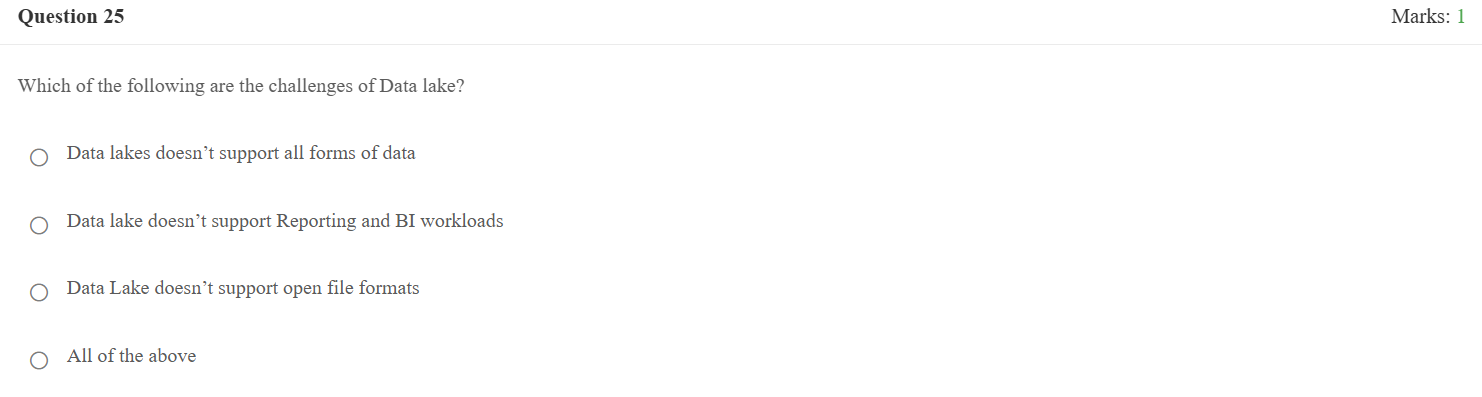 Question 25
Marks: 1
Which of the following are the challenges of Data lake?
Data lakes doesn’t support all forms of data
Data lake doesn’t support Reporting and BI workloads
Data Lake doesn’t support open file formats
All of the above